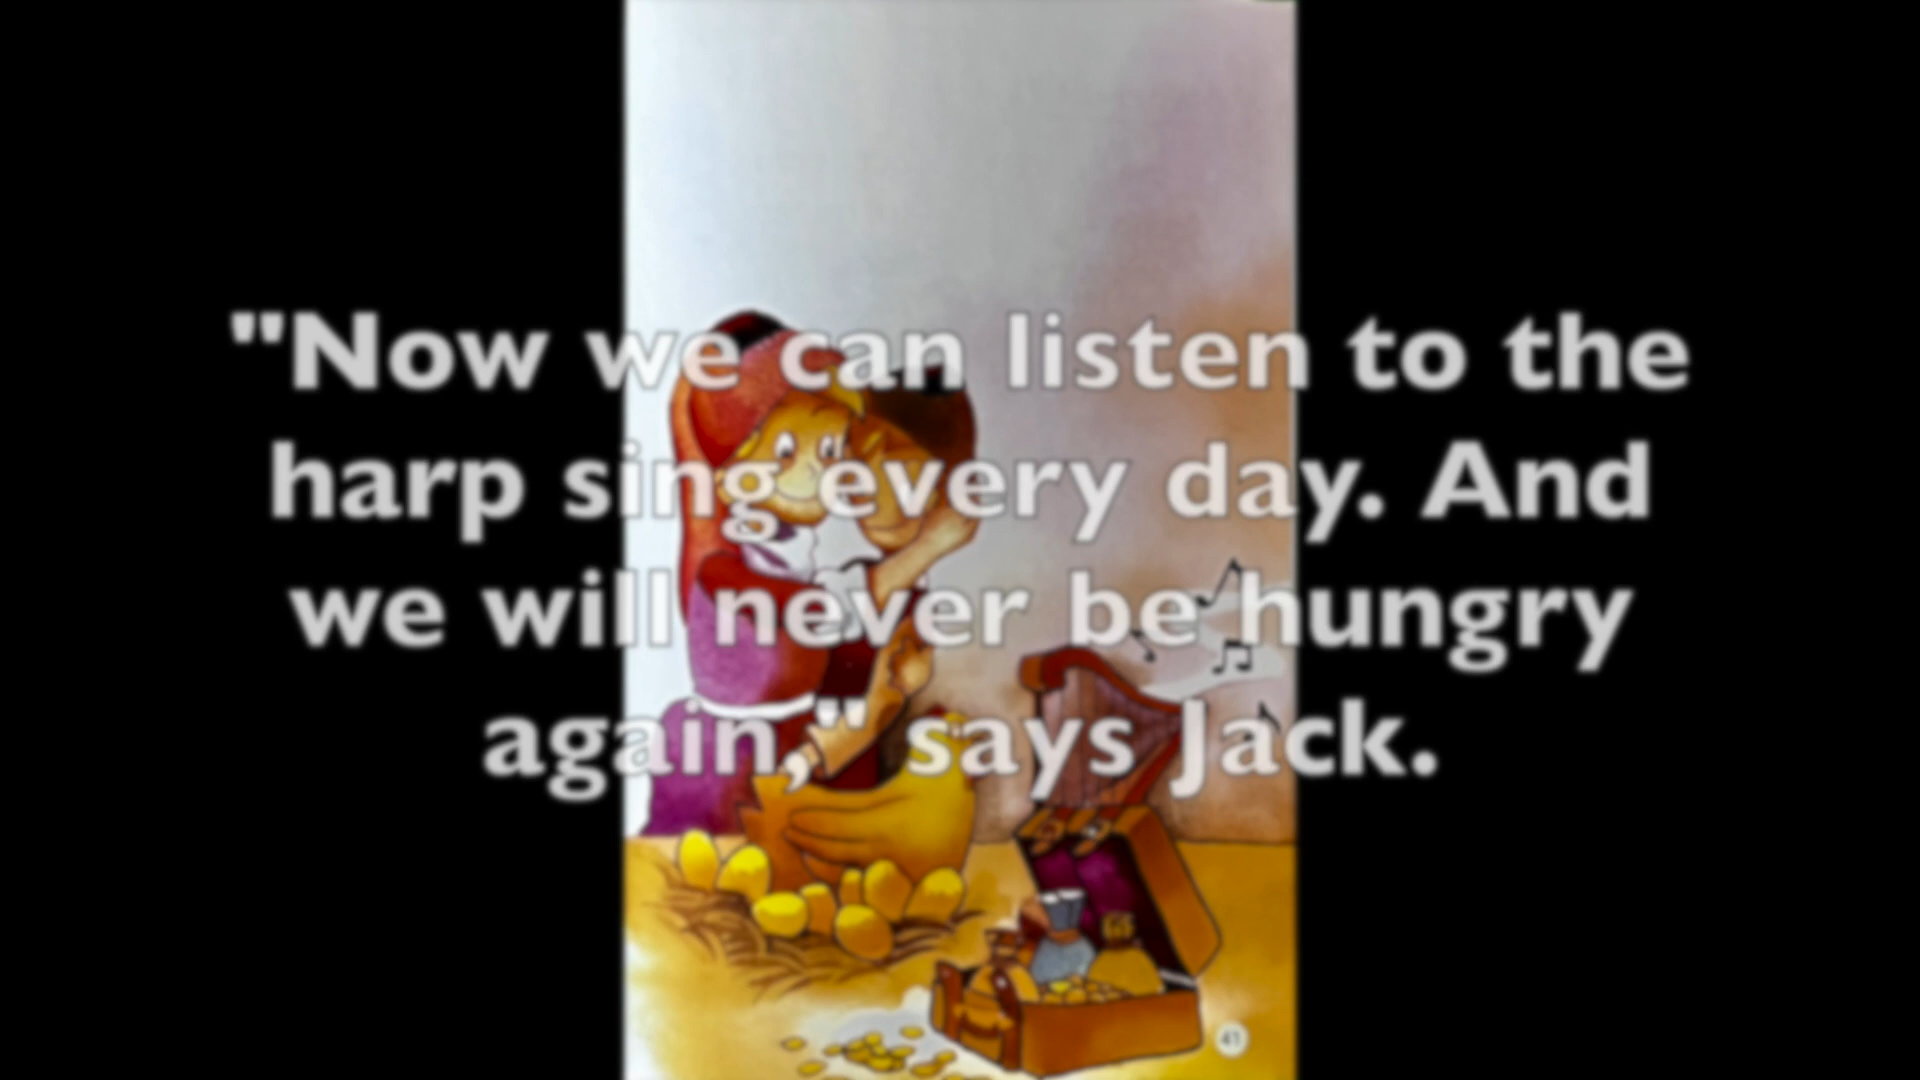 "Now we can listen to the
harp sing every day. And
we will never be hungry
again," says Jack.
41